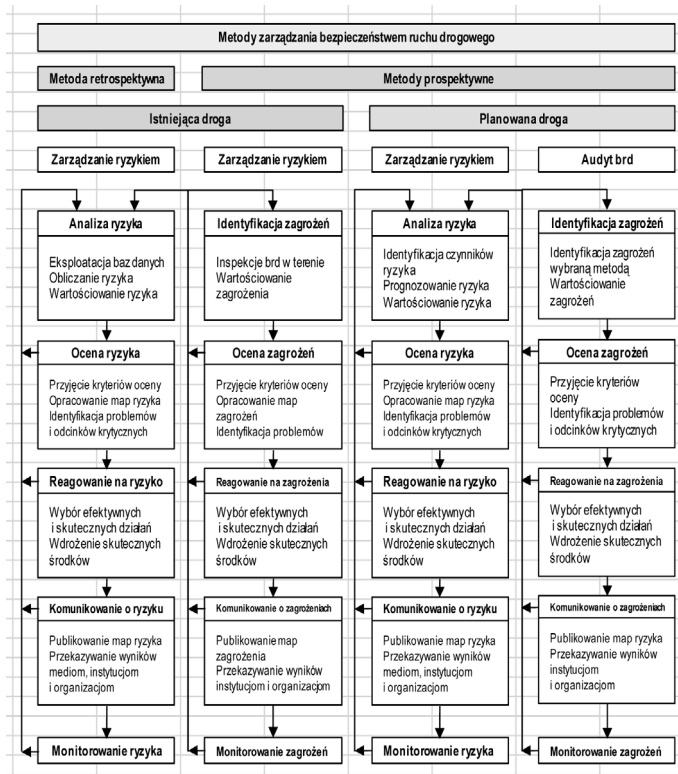 Metody zarządzania bezpieczeństwem ruchu drogowego
Metoda retrospektywna
Metody prospektywne
Istniejąca droga
Planowana droga
Zarządzanie ryzykiem
Zarządzanie ryzykiem
Zarządzanie ryzykiem
Audyt brd
Analiza ryzyka
Eksploatacja baz danych
Obliczanie ryzyka
Wartościowanie ryzyka
Identyfikacja zagrożeń
Inspekcje brd w terenie
Wartościowanie
zagrożenia
Analiza ryzyka
Identyfikacja czynników
ryzyka
Prognozowanie ryzyka
Wartościowanie ryzyka
Identyfikacja zagrożeń
Identyfikacja zagrożeń
wybraną metodą
Wartościowanie
zagrożeń
Ocena ryzyka
Przyjęcie kryteriów oceny
Opracowanie map ryzyka
Identyfikacja problemów
i odcinków krytycznych
Ocena zagrożeń
Przyjęcie kryteriów oceny
Opracowanie map
zagrożeń
Identyfikacja problemów
Ocena ryzyka
Przyjęcie kryteriów oceny
Opracowanie map ryzyka
Identyfikacja problemów
i odcinków krytycznych
Ocena zagrożeń
Przyjęcie kryteriów
oceny
Identyfikacja problemów
i odcinków krytycznych
Reagowanie na ryzyko
Wybór efektywnych
i skutecznych działań
Wdrożenie skutecznych
środków
Reagowanie na zagrożenia
Wybór efektywnych
i skutecznych działań
Wdrożenie skutecznych
środków
Reagowanie na ryzyko
Wybór efektywnych
i skutecznych działań
Wdrożenie skutecznych
środków
Reagowanie na zagrożenia
Wybór efektywnych
i skutecznych działań
Wdrożenie skutecznych
środków
Komunikowanie o ryzyku
Publikowanie map ryzyka
Przekazywanie wyników
mediom, instytucjom
i organizacjom
Komunikowanie o zagrożeniach
Publikowanie map
zagrożenia
Przekazywanie wyników
instytucjom i organizacjom
Komunikowanie o ryzyku
Publikowanie map ryzyka
Przekazywanie wyników
mediom, instytucjom
i organizacjom
Komunikowanie o zagrożeniach
Publikowanie map ryzyka
Przekazywanie wyników
instytucjom
i organizacjom
Monitorowanie ryzyka
Monitorowanie zagrożeń
Monitorowanie ryzyka
Monitorowanie zagrożeń